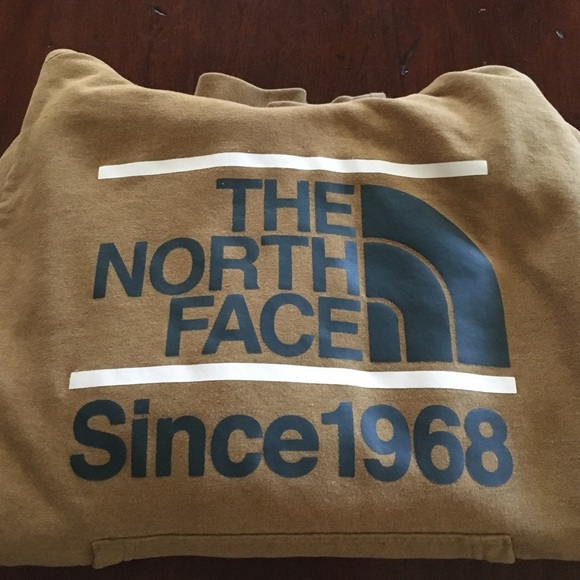 THE
NORTH
FACE
Since1968